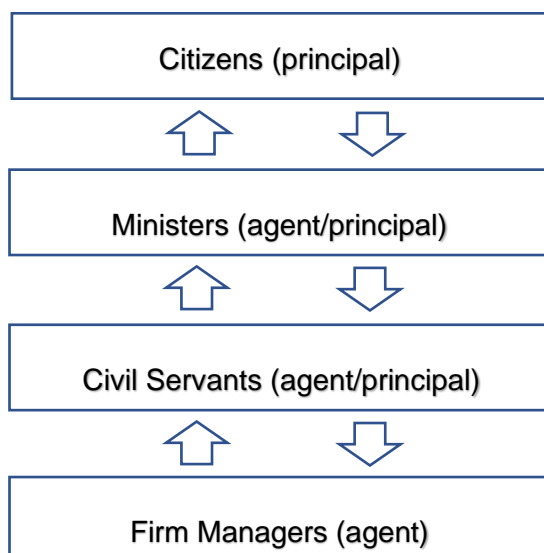 Citizens (principal)
Ministers (agent/principal)
Civil Servants (agent/principal)
Firm Managers (agent)